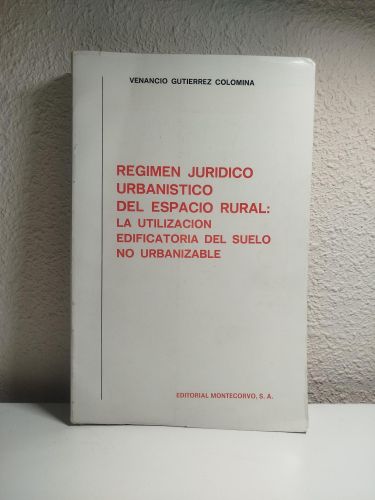 VENANCIO GUTIERREZ COLOMINA
REGIMEN JURIDICO
URBANISTICO
DEL ESPACIO RURAL:
LA UTILIZACION
EDIFICATORIA DEL SUELO
NO URBANIZABLE
EDITORIAL MONTECORVO, S. A.